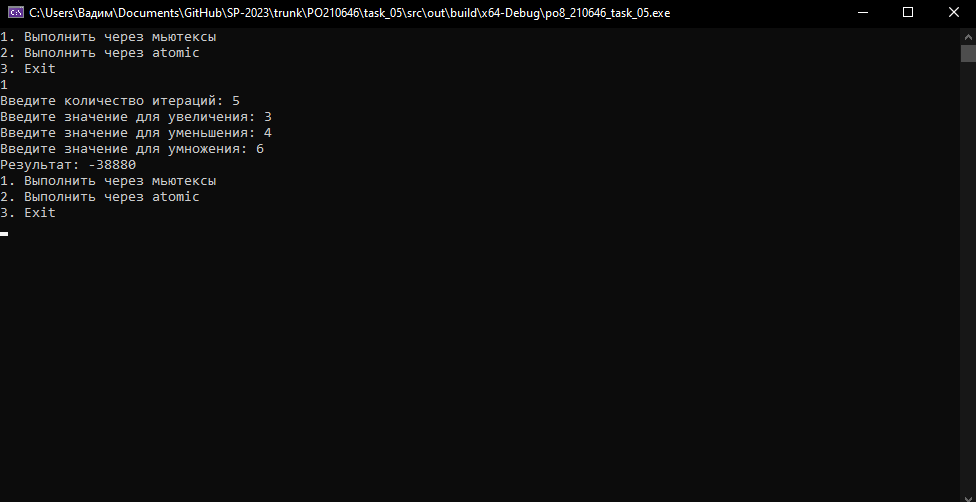 C:\Users\Вадим\Documents\GitHub\SP-2023\trunk\PO210646\task_05\src\out\build\x64-Debug\po8_210646_task_05.exe
1. Выполнить через мьютексы
2. Выполнить через atomic
3. Exit
1
Введите количество итераций: 5
Введите значение для увеличения: 3
Введите значение для уменьшения: 4
Введите значение для умножения: 6
Результат: -38880
1. Выполнить через мьютексы
2. Выполнить через atomic
3. Exit